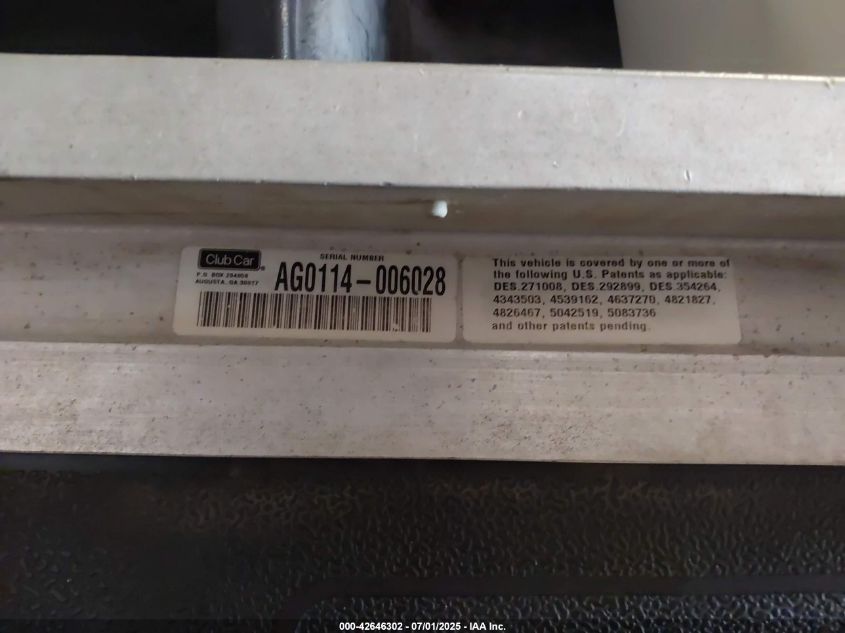 Club Car®
SERIAL NUMBER
P.O. BOX 204658
AUGUSTA, GA 30917
AG0114-006028
This vehicle is covered by one or more of
the following U.S. Patents as applicable:
DES.271008, DES.292899, DES.354264,
4343503, 4539162, 4637270, 4821827,
4826467, 5042519, 5083736
and other patents pending.
000-42646302 - 07/01/2025 - IAA Inc.